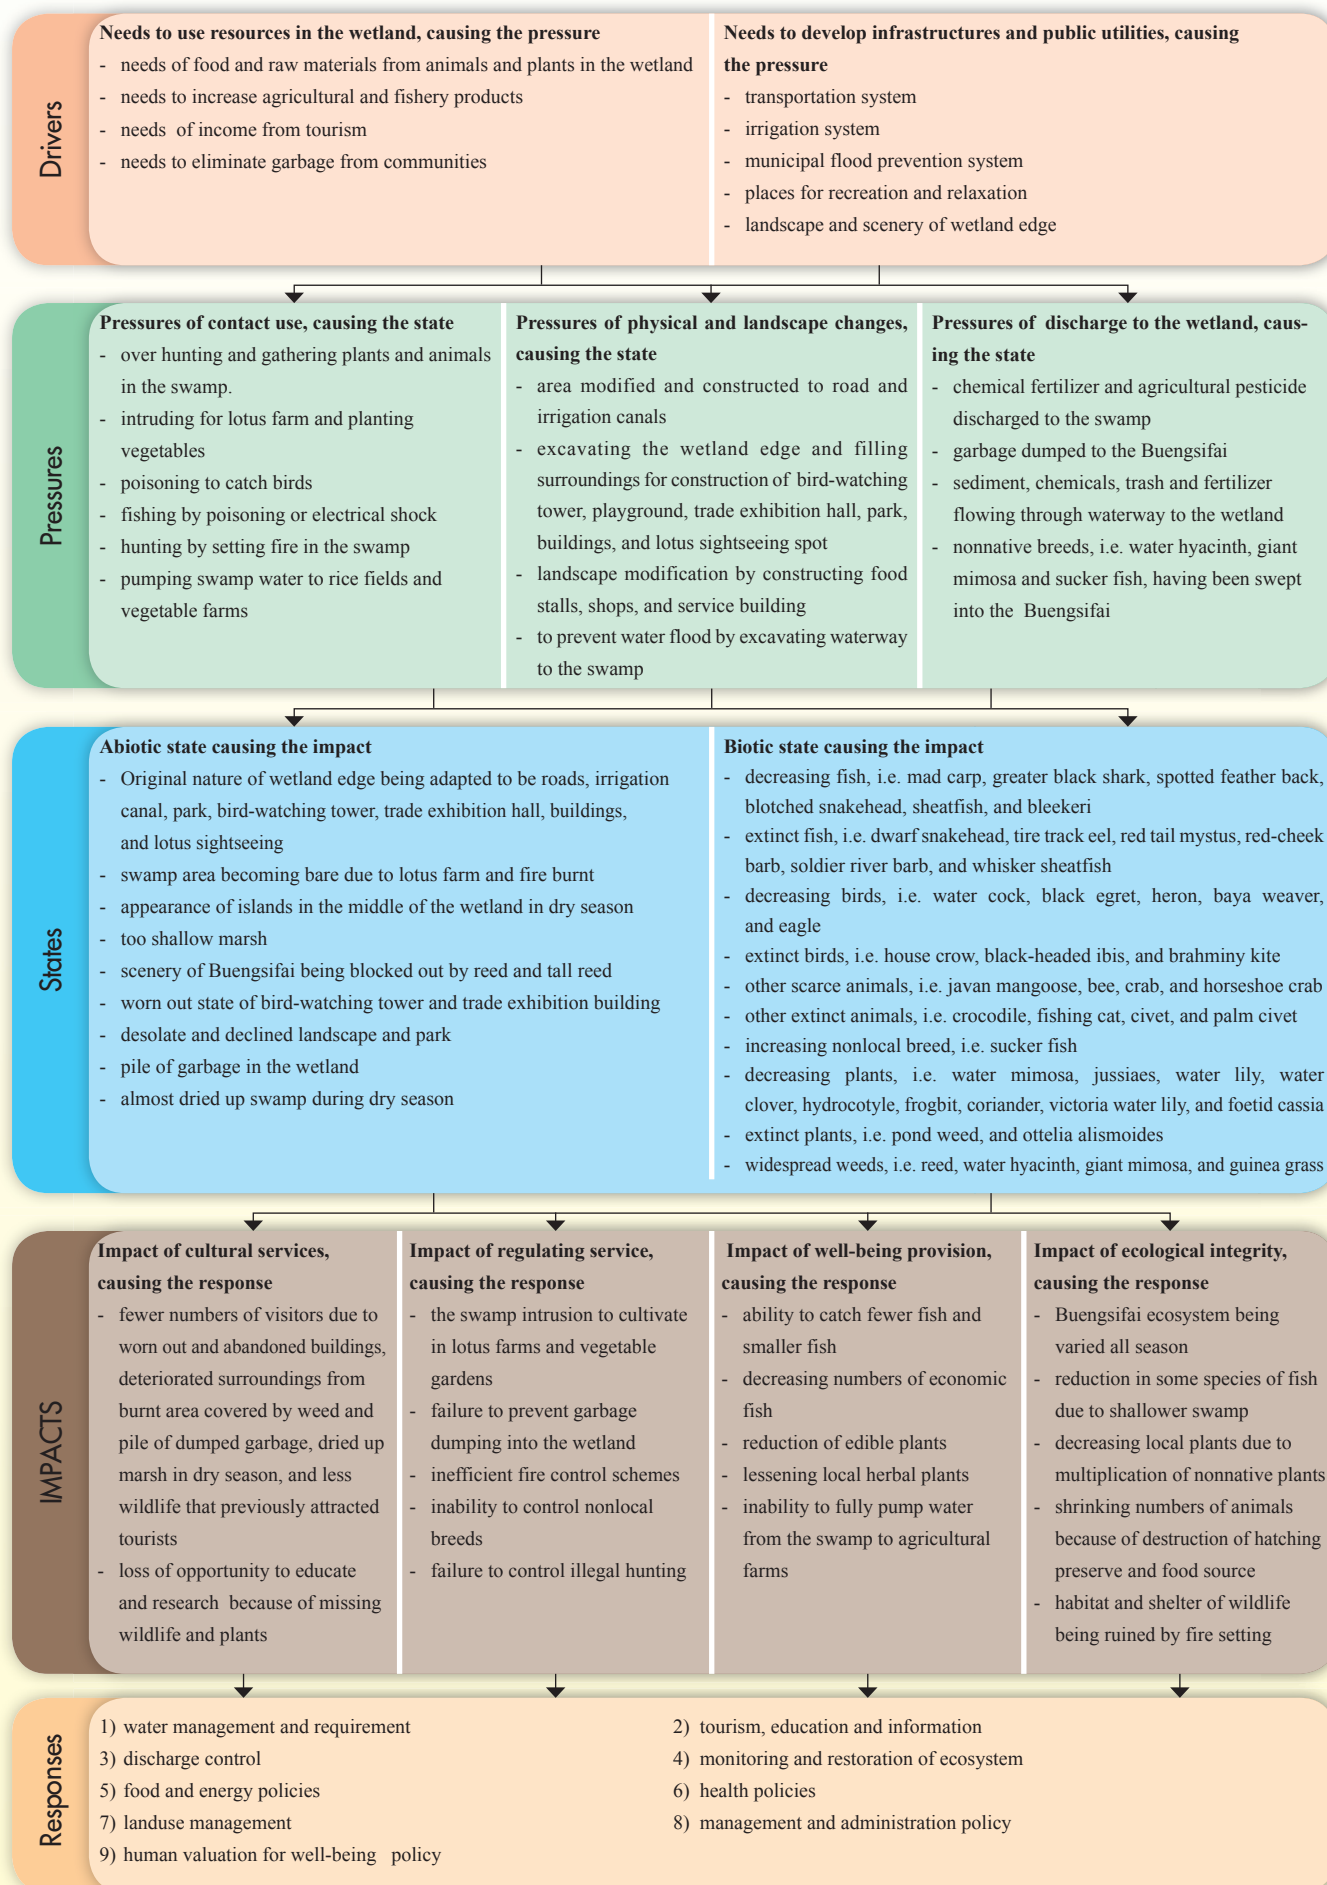 Drivers
Needs to use resources in the wetland, causing the pressure
- needs of food and raw materials from animals and plants in the wetland
- needs to increase agricultural and fishery products
- needs of income from tourism
- needs to eliminate garbage from communities
Needs to develop infrastructures and public utilities, causing
the pressure
- transportation system
- irrigation system
- municipal flood prevention system
- places for recreation and relaxation
- landscape and scenery of wetland edge
Pressures
Pressures of contact use, causing the state
- over hunting and gathering plants and animals
in the swamp.
- intruding for lotus farm and planting
vegetables
- poisoning to catch birds
- fishing by poisoning or electrical shock
- hunting by setting fire in the swamp
- pumping swamp water to rice fields and
vegetable farms
Pressures of physical and landscape changes,
causing the state
- area modified and constructed to road and
irrigation canals
- excavating the wetland edge and filling
surroundings for construction of bird-watching
tower, playground, trade exhibition hall, park,
buildings, and lotus sightseeing spot
- landscape modification by constructing food
stalls, shops, and service building
- to prevent water flood by excavating waterway
to the swamp
Pressures of discharge to the wetland, caus-
ing the state
- chemical fertilizer and agricultural pesticide
discharged to the swamp
- garbage dumped to the Buengsifai
- sediment, chemicals, trash and fertilizer
flowing through waterway to the wetland
- nonnative breeds, i.e. water hyacinth, giant
mimosa and sucker fish, having been swept
into the Buengsifai
States
Abiotic state causing the impact
- Original nature of wetland edge being adapted to be roads, irrigation
canal, park, bird-watching tower, trade exhibition hall, buildings,
and lotus sightseeing
- swamp area becoming bare due to lotus farm and fire burnt
- appearance of islands in the middle of the wetland in dry season
- too shallow marsh
- scenery of Buengsifai being blocked out by reed and tall reed
- worn out state of bird-watching tower and trade exhibition building
- desolate and declined landscape and park
- pile of garbage in the wetland
- almost dried up swamp during dry season
Biotic state causing the impact
- decreasing fish, i.e. mad carp, greater black shark, spotted feather back,
blotched snakehead, sheatfish, and bleekeri
- extinct fish, i.e. dwarf snakehead, tire track eel, red tail mystus, red-cheek
barb, soldier river barb, and whisker sheatfish
- decreasing birds, i.e. water cock, black egret, heron, baya weaver,
and eagle
- extinct birds, i.e. house crow, black-headed ibis, and brahminy kite
- other scarce animals, i.e. javan mangoose, bee, crab, and horseshoe crab
- other extinct animals, i.e. crocodile, fishing cat, civet, and palm civet
- increasing nonlocal breed, i.e. sucker fish
- decreasing plants, i.e. water mimosa, jussiaes, water lily, water
clover, hydrocotyle, frogbit, coriander, victoria water lily, and foetid cassia
- extinct plants, i.e. pond weed, and ottelia alismoides
- widespread weeds, i.e. reed, water hyacinth, giant mimosa, and guinea grass
IMPACTS
Impact of cultural services,
causing the response
- fewer numbers of visitors due to
worn out and abandoned buildings,
deteriorated surroundings from
burnt area covered by weed and
pile of dumped garbage, dried up
marsh in dry season, and less
wildlife that previously attracted
tourists
- loss of opportunity to educate
and research because of missing
wildlife and plants
Impact of regulating service,
causing the response
- the swamp intrusion to cultivate
in lotus farms and vegetable
gardens
- failure to prevent garbage
dumping into the wetland
- inefficient fire control schemes
- inability to control nonlocal
breeds
- failure to control illegal hunting
Impact of well-being provision,
causing the response
- ability to catch fewer fish and
smaller fish
- decreasing numbers of economic
fish
- reduction of edible plants
- lessening local herbal plants
- inability to fully pump water
from the swamp to agricultural
farms
Impact of ecological integrity,
causing the response
- Buengsifai ecosystem being
varied all season
- reduction in some species of fish
due to shallower swamp
- decreasing local plants due to
multiplication of nonnative plants
- shrinking numbers of animals
because of destruction of hatching
preserve and food source
- habitat and shelter of wildlife
being ruined by fire setting
Responses
1) water management and requirement
2) tourism, education and information
3) discharge control
4) monitoring and restoration of ecosystem
5) food and energy policies
6) health policies
7) landuse management
8) management and administration policy
9) human valuation for well-being policy